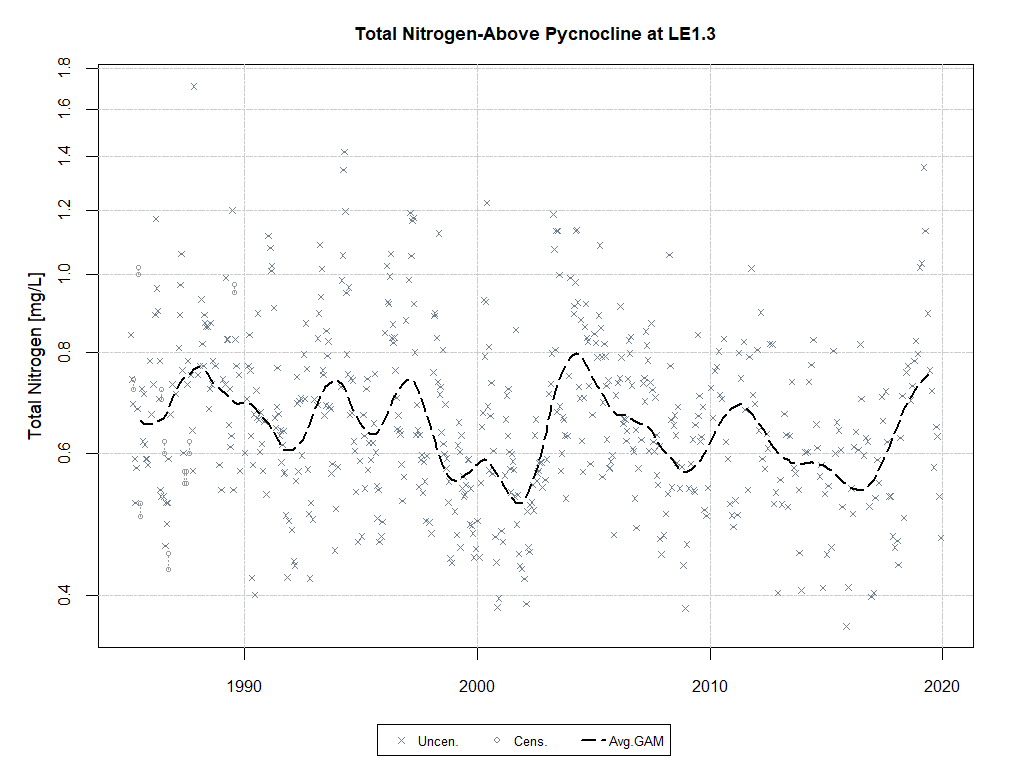 Total Nitrogen-Above Pycnocline at LE1.3
Total Nitrogen [mg/L]
1.8
1.6
1.4
1.2
1.0
0.8
0.6
0.4
1990 2000 2010 2020
Uncen. Cens. Avg.GAM